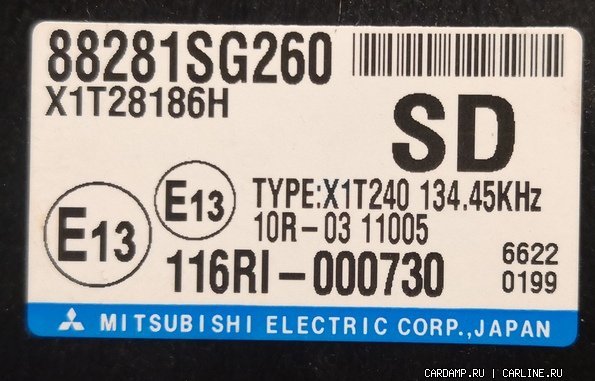 88281SG260
X1T28186H
SD
E13
E13
TYPE:X1T240 134.45KHz
10R-03 11005
116RI-000730
6622
0199
MITSUBISHI ELECTRIC CORP., JAPAN
CARDAMP.RU | CARLINE.RU